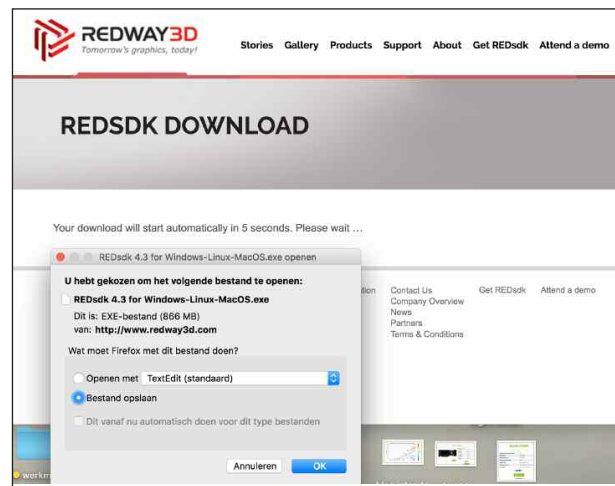 REDWAY3D
Tomorrow's graphics, today!
Stories Gallery Products Support About Get REDsdk Attend a demo
REDSDK DOWNLOAD
Your download will start automatically in 5 seconds. Please wait ...
REDsdk 4.3 for Windows-Linux-MacOS.exe openen
U hebt gekozen om het volgende bestand te openen:
REDsdk 4.3 for Windows-Linux-MacOS.exe
Dit is: EXE-bestand (866 MB)
van: http://www.redway3d.com
Wat moet Firefox met dit bestand doen?
Openen met TextEdit (standaard)
Bestand opslaan
Dit vanaf nu automatisch doen voor dit type bestanden
Annuleren OK
Contact Us
Company Overview
News
Partners
Terms & Conditions
Get REDsdk
Attend a demo